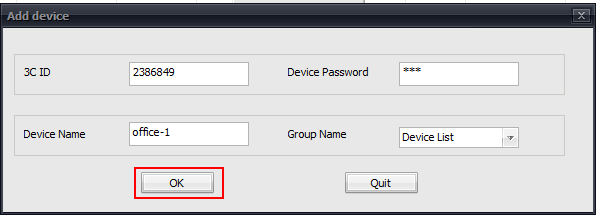 Add device
3C ID 2386849 Device Password ***
Device Name office-1 Group Name Device List
OK Quit